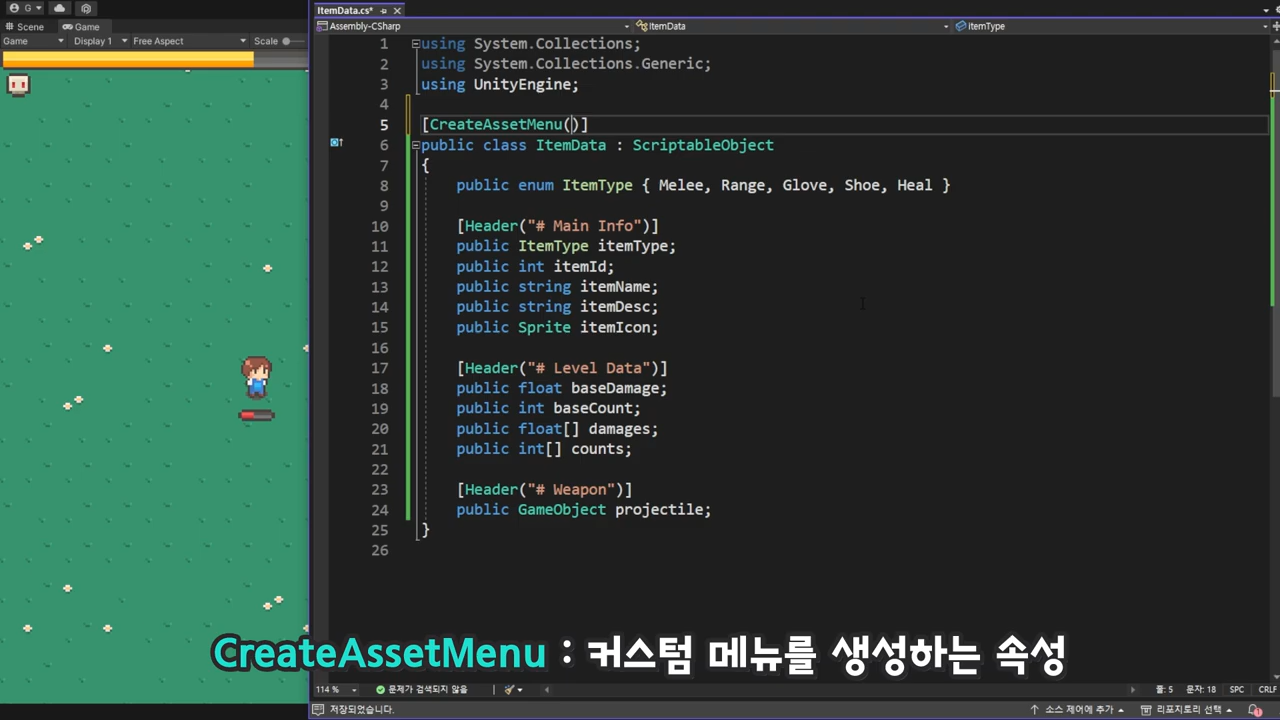 G
Scene
Game
Game
Display 1
Free Aspect
Scale
ItemData.cs*
Assembly-CSharp
ItemData
itemType
1 using System.Collections;
2 using System.Collections.Generic;
3 using UnityEngine;
4
5 [CreateAssetMenu()]
6 public class ItemData : ScriptableObject
7 {
8 public enum ItemType { Melee, Range, Glove, Shoe, Heal }
9
10 [Header("# Main Info")]
11 public ItemType itemType;
12 public int itemId;
13 public string itemName;
14 public string itemDesc;
15 public Sprite itemIcon;
16
17 [Header("# Level Data")]
18 public float baseDamage;
19 public int baseCount;
20 public float[] damages;
21 public int[] counts;
22
23 [Header("# Weapon")]
24 public GameObject projectile;
25 }
26
CreateAssetMenu : 커스텀 메뉴를 생성하는 속성
114 %
문제가 검색되지 않음
줄: 5
문자: 18
SPC
CRLF
저장되었습니다.
소스 제어에 추가
리포지토리 선택
1